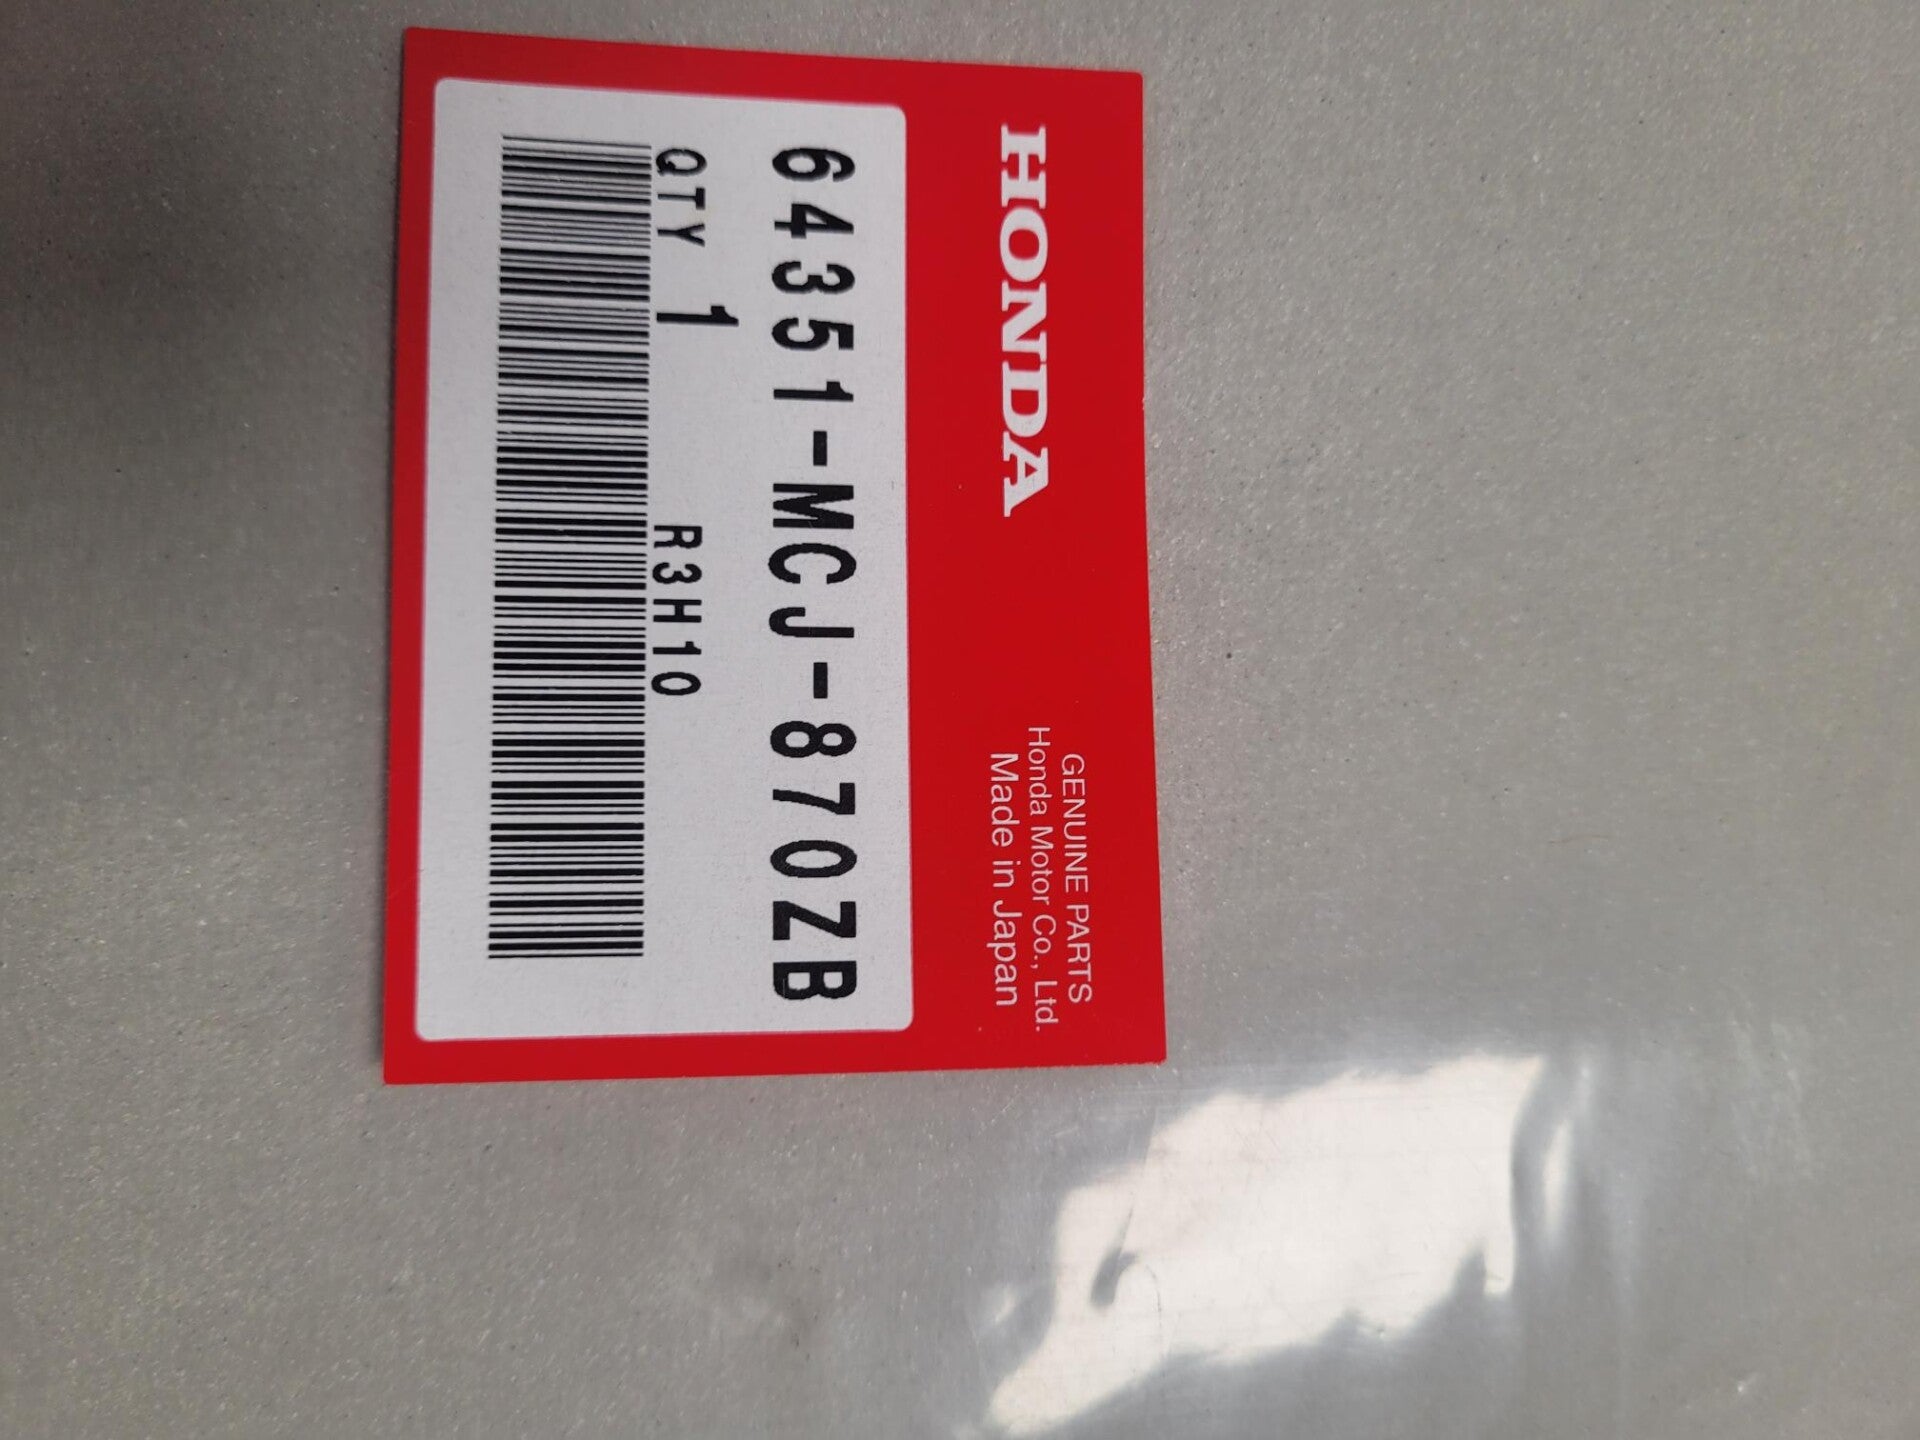 HONDA
GENUINE PARTS
Honda Motor Co., Ltd.
Made in Japan
64351-MCJ-870ZB
QTY 1 R3H10